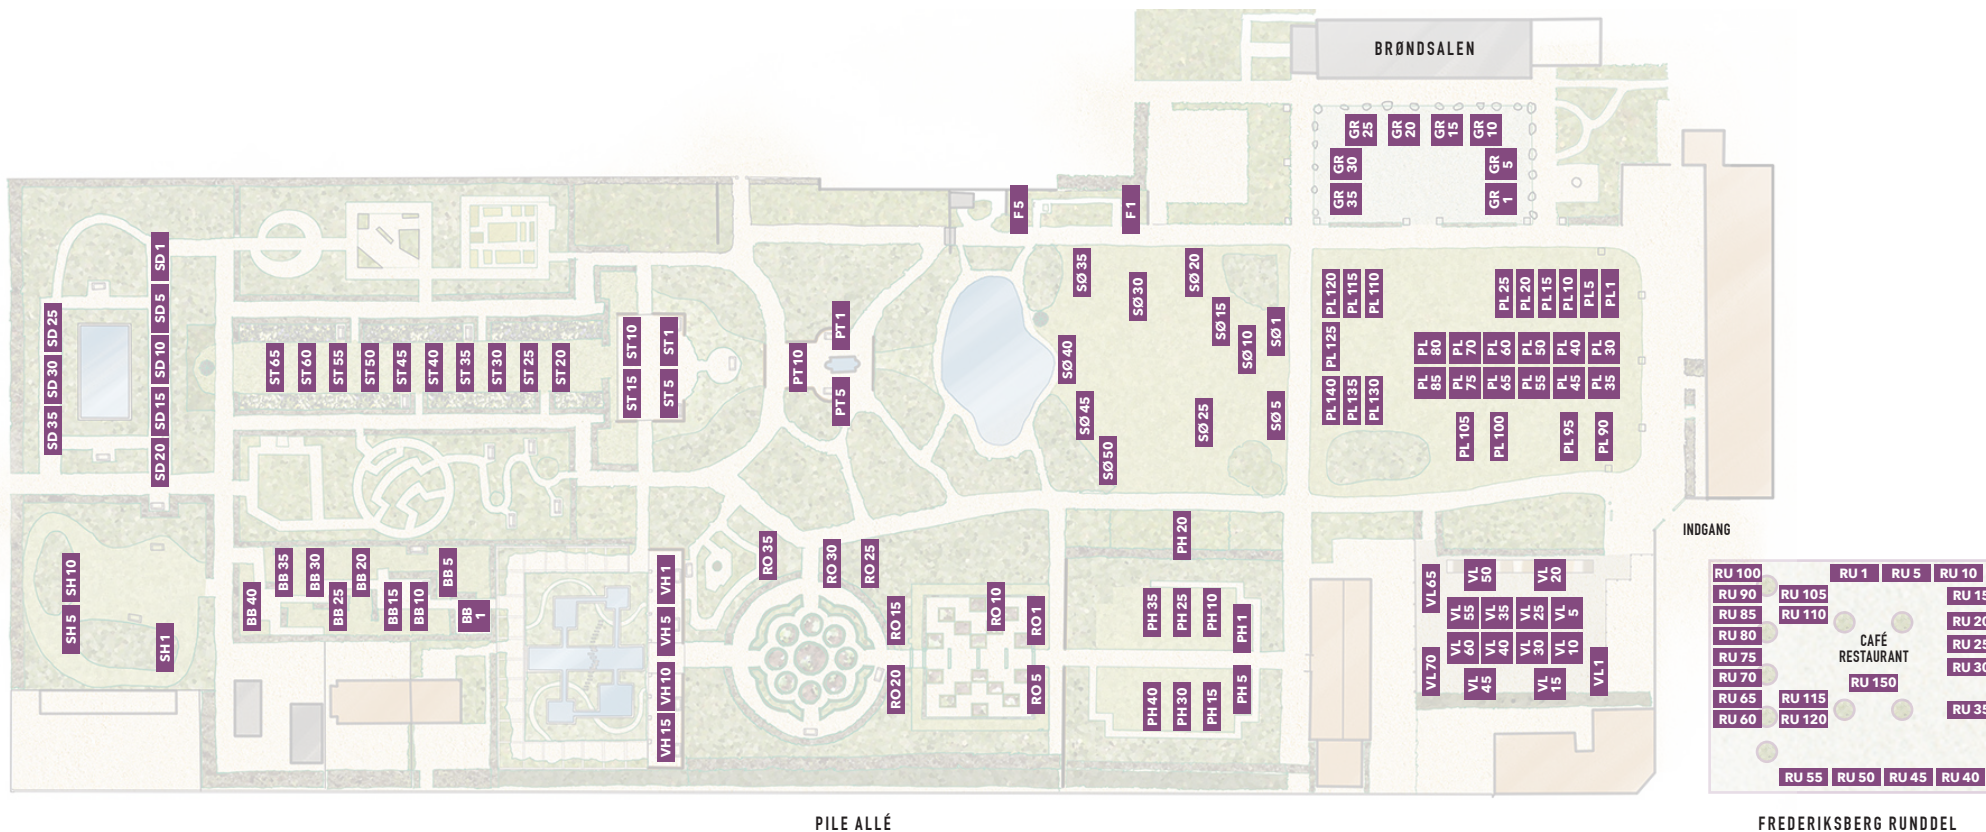 BRØNDSALEN
GR 25
GR 20
GR 15
GR 10
GR 30
GR 5
GR 35
GR 1
F 5
F 1
SD 1
SD 5
SD 10
SD 15
SD 20
SD 25
SD 30
SD 35
ST 65
ST 60
ST 55
ST 50
ST 45
ST 40
ST 35
ST 30
ST 25
ST 20
ST 10
ST 1
ST 15
ST 5
PT 1
PT 10
PT 5
SØ 35
SØ 30
SØ 20
SØ 15
SØ 10
SØ 1
SØ 40
SØ 45
SØ 50
SØ 25
SØ 5
PL 120
PL 115
PL 110
PL 25
PL 20
PL 15
PL 10
PL 5
PL 1
PL 125
PL 80
PL 70
PL 60
PL 50
PL 40
PL 30
PL 85
PL 75
PL 65
PL 55
PL 45
PL 35
PL 140
PL 135
PL 130
PL 105
PL 100
PL 95
PL 90
INDGANG
SH 10
SH 5
SH 1
BB 40
BB 35
BB 30
BB 25
BB 20
BB 15
BB 10
BB 5
BB 1
VH 1
VH 5
VH 10
VH 15
RO 35
RO 30
RO 25
RO 15
RO 20
RO 10
RO 1
RO 5
PH 20
PH 35
PH 25
PH 10
PH 1
PH 40
PH 30
PH 15
PH 5
VL 65
VL 50
VL 20
VL 55
VL 35
VL 25
VL 5
VL 60
VL 40
VL 30
VL 10
VL 70
VL 45
VL 15
VL 1
RU 100
RU 1
RU 5
RU 10
RU 90
RU 105
RU 15
RU 85
RU 110
RU 20
RU 80
RU 25
CAFÉ
RESTAURANT
RU 75
RU 30
RU 70
RU 150
RU 65
RU 115
RU 35
RU 60
RU 120
RU 55
RU 50
RU 45
RU 40
PILE ALLÉ
FREDERIKSBERG RUNDDEL